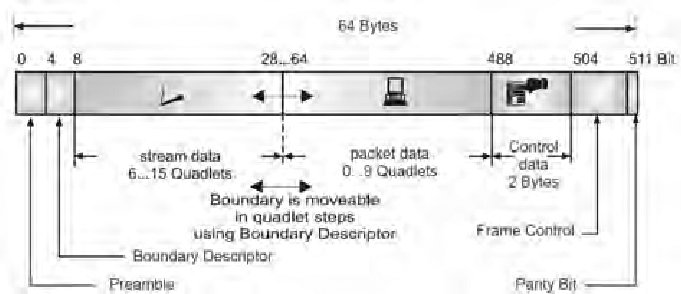 64 Bytes
0 4 8 28...64 488 504 511 Bit
stream data
6...15 Quadlets
packet data
0...9 Quadlets
Control
data
2 Bytes
Boundary is moveable
in quadlet steps
using Boundary Descriptor
Frame Control
Boundary Descriptor
Preamble
Parity Bit